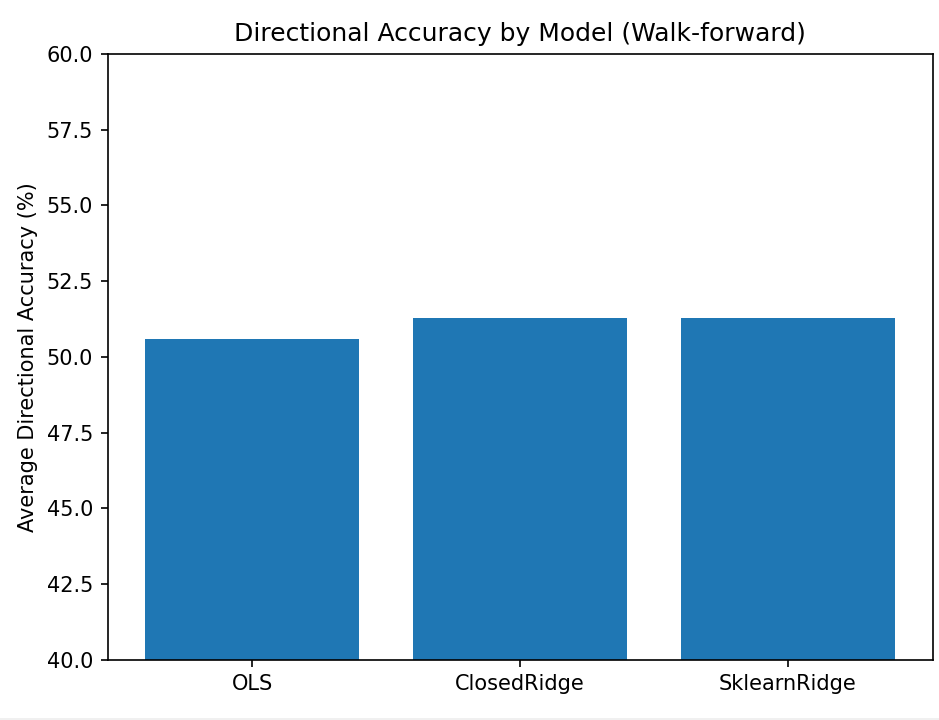 Directional Accuracy by Model (Walk-forward)
Average Directional Accuracy (%)
60.0
57.5
55.0
52.5
50.0
47.5
45.0
42.5
40.0
OLS
ClosedRidge
SklearnRidge